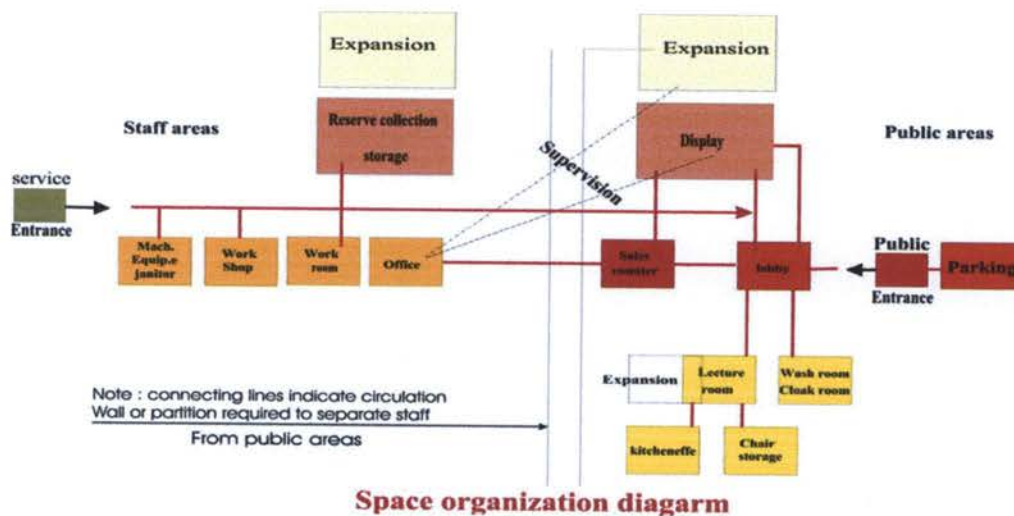 Expansion
Expansion
Staff areas
Reserve collection
storage
Supervision
Display
Public areas
service
Entrance
Mach.
Equip.e
janitor
Work
Shop
Work
room
Office
Sales
counter
lobby
Public
Entrance
Parking
Expansion
Lecture
room
Wash room
Cloak room
Note : connecting lines indicate circulation
Wall or partition required to separate staff
From public areas
kitcheneffe
Chair
storage
Space organization diagarm